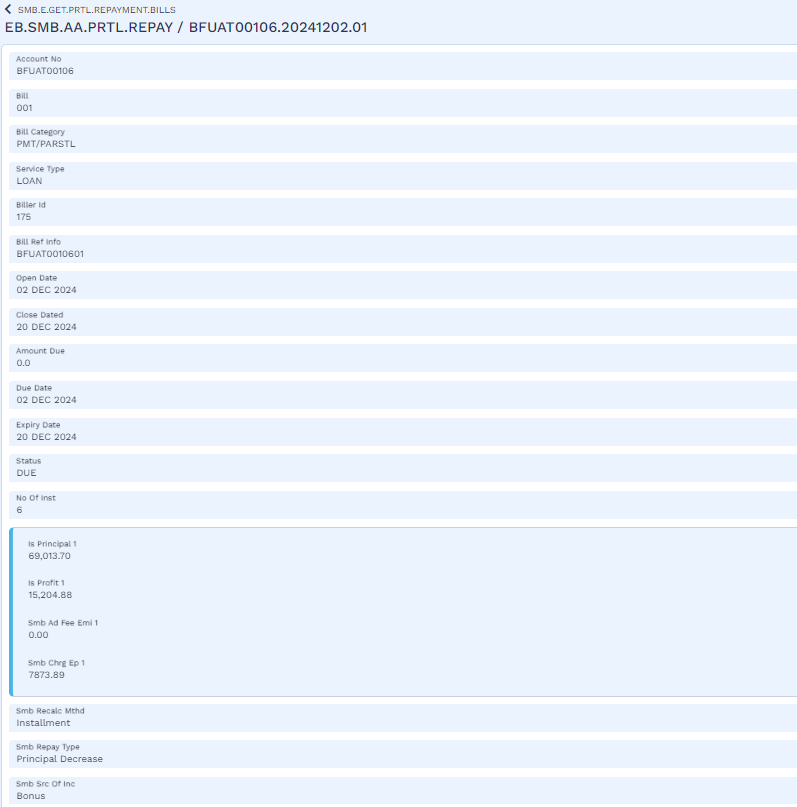 SMB.E.GET.PRTL.REPAYMENT.BILLS
EB.SMB.AA.PRTL.REPAY / BFUAT00106.20241202.01
Account No
BFUAT00106
Bill
001
Bill Category
PMT/PARSTL
Service Type
LOAN
Biller Id
175
Bill Ref Info
BFUAT0010601
Open Date
02 DEC 2024
Close Dated
20 DEC 2024
Amount Due
0.0
Due Date
02 DEC 2024
Expiry Date
20 DEC 2024
Status
DUE
No Of Inst
6
Is Principal 1
69,013.70
Is Profit 1
15,204.88
Smb Ad Fee Emi 1
0.00
Smb Chrg Ep 1
7873.89
Smb Recalc Mthd
Installment
Smb Repay Type
Principal Decrease
Smb Src Of Inc
Bonus